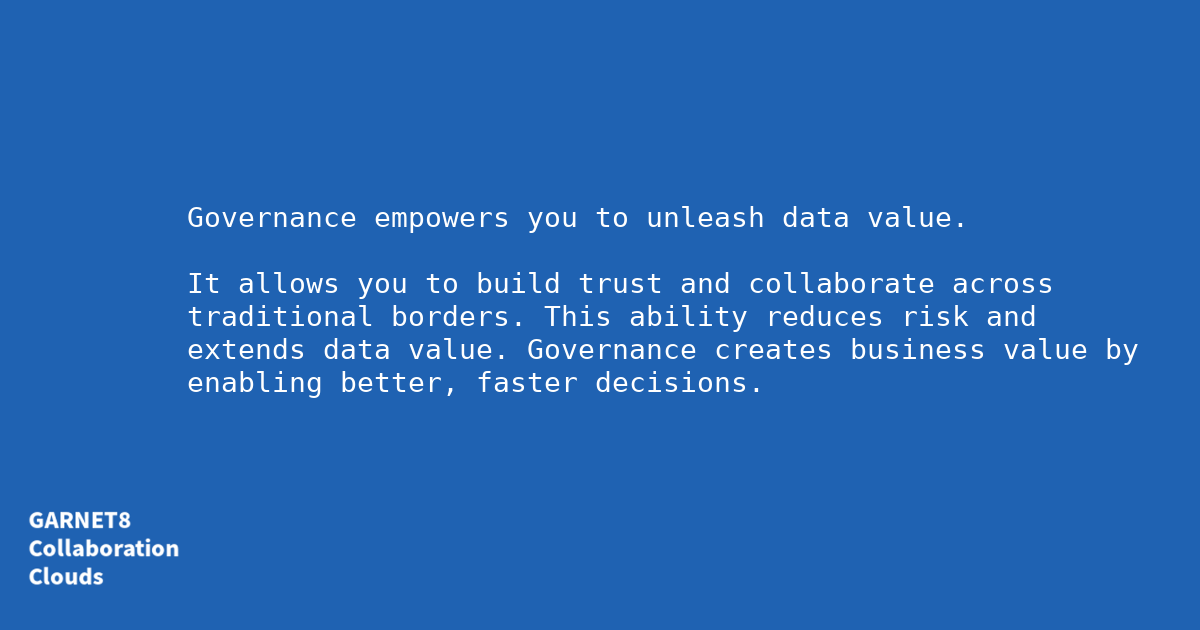 Governance empowers you to unleash data value.
It allows you to build trust and collaborate across
traditional borders. This ability reduces risk and
extends data value. Governance creates business value by
enabling better, faster decisions.
GARNET8
Collaboration
Clouds